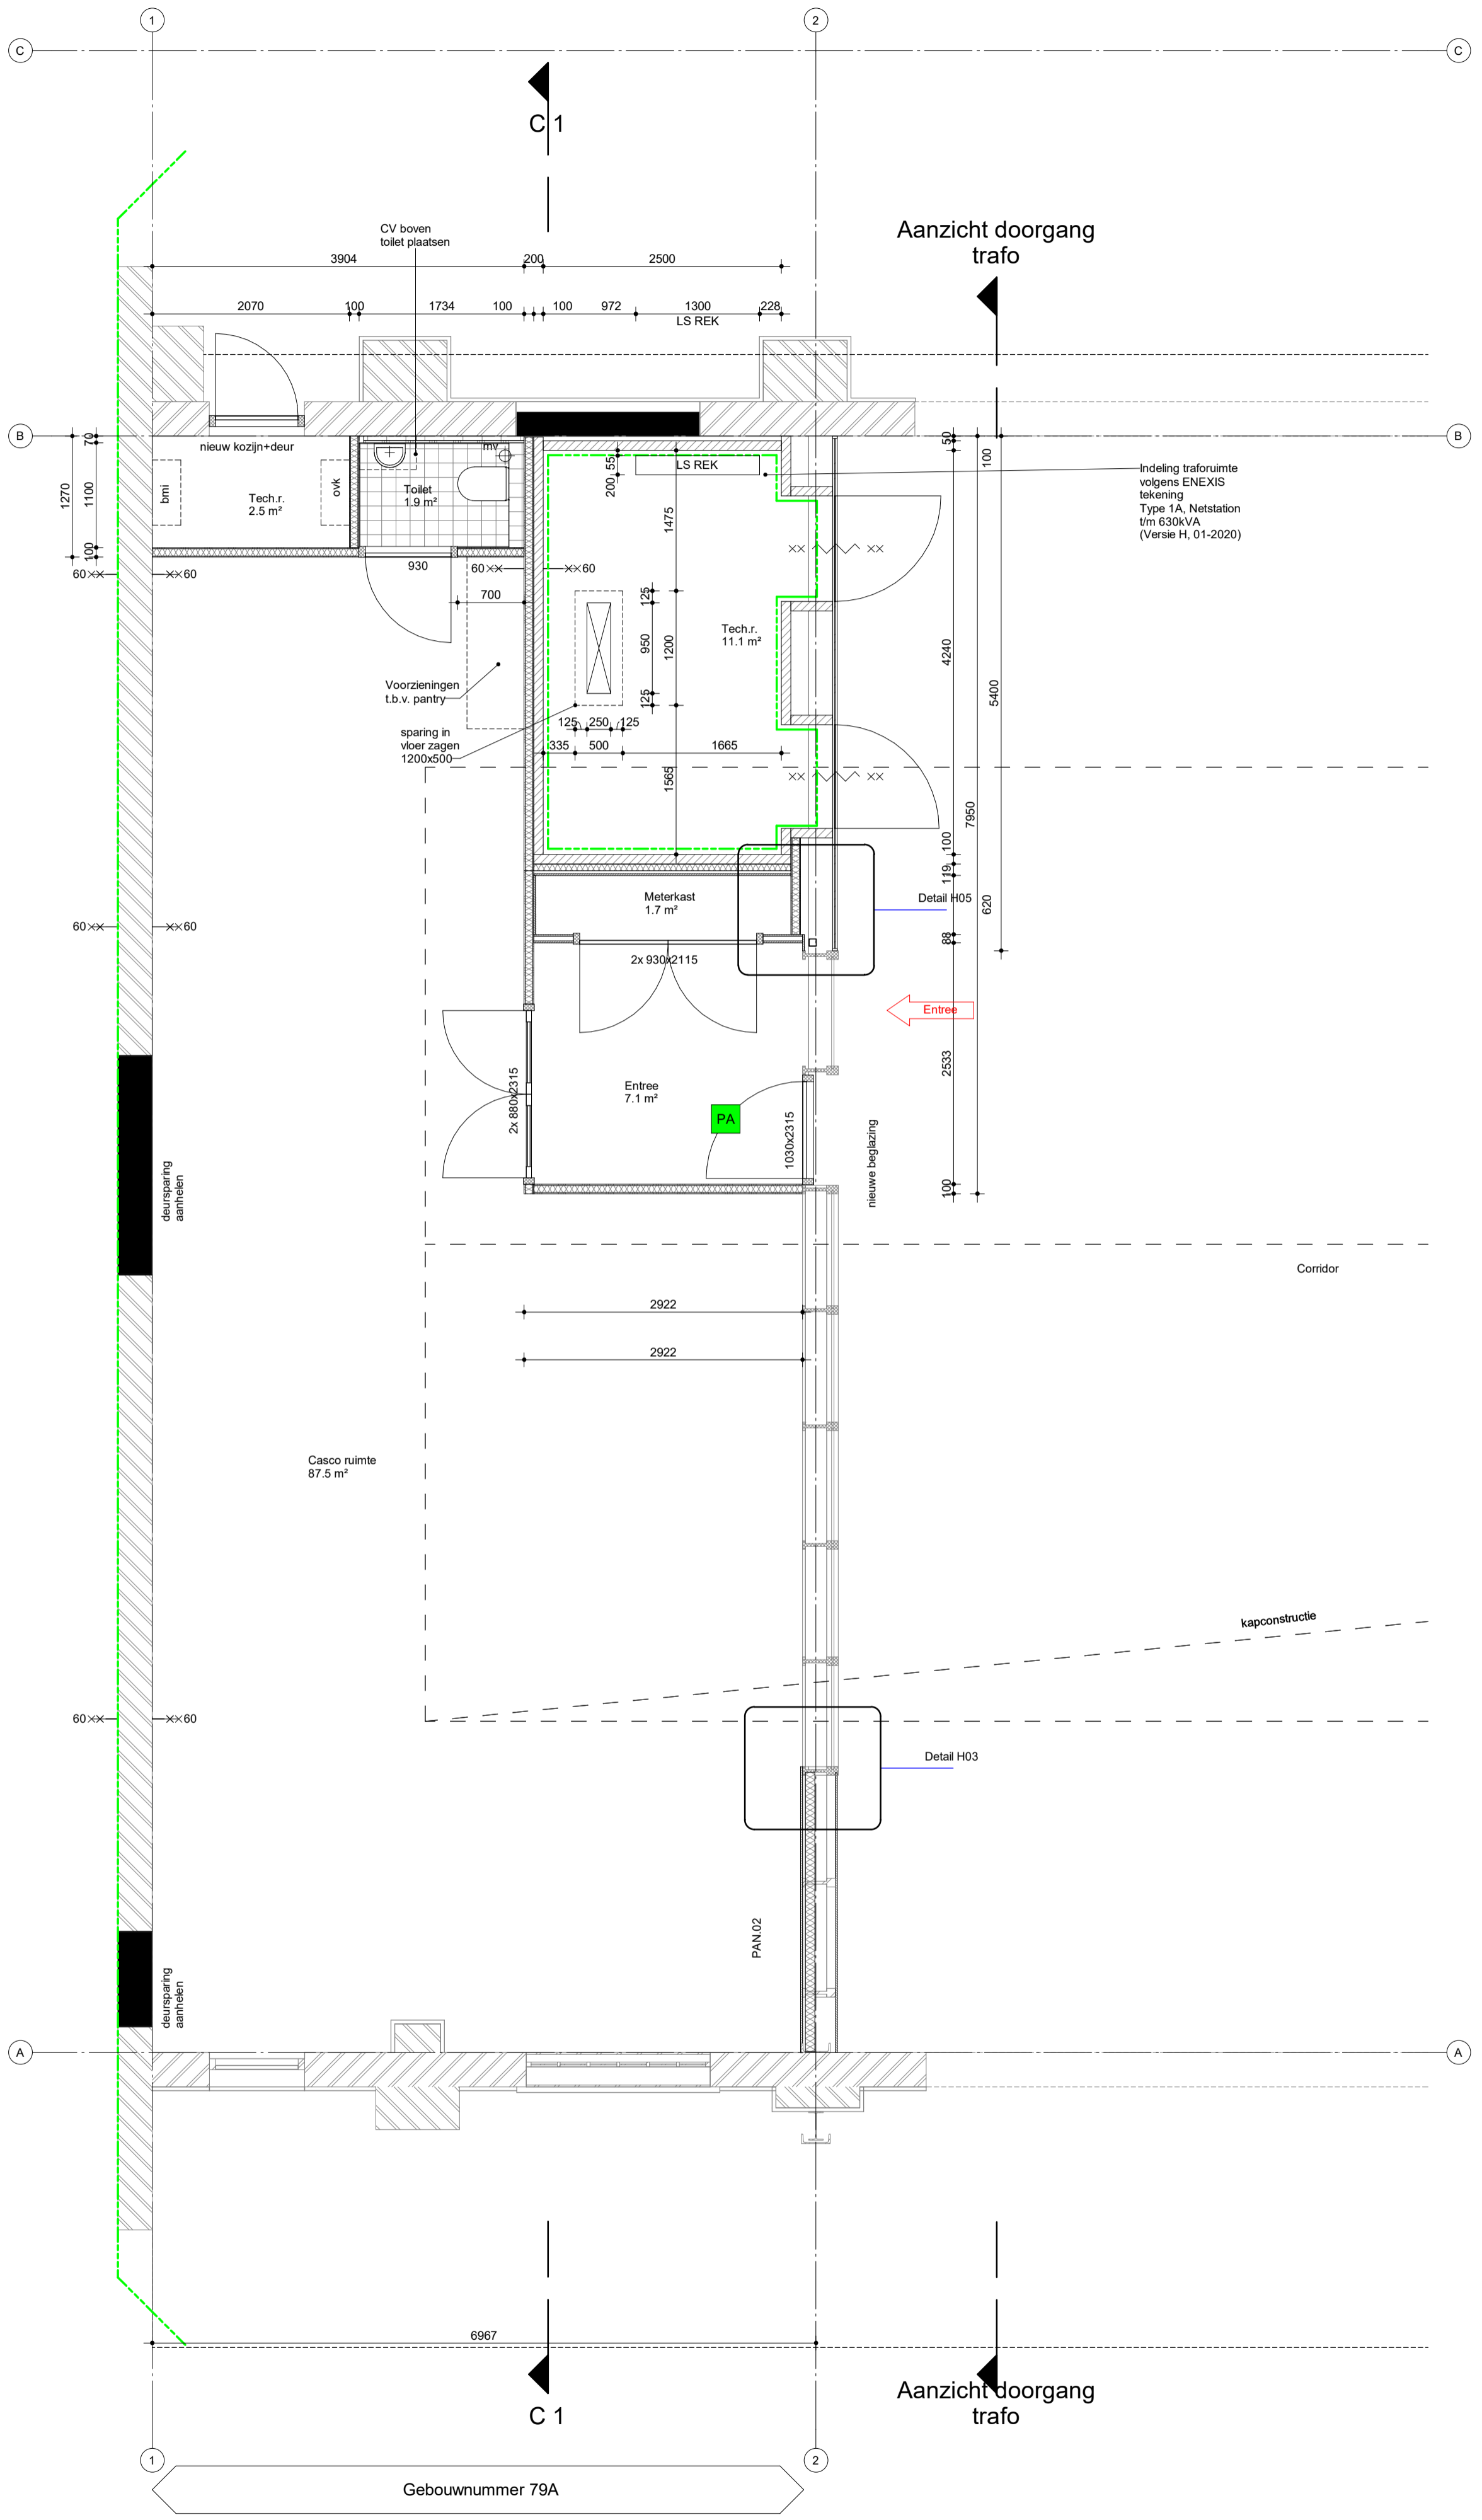 1
2
C
C
C 1
Aanzicht doorgang
trafo
CV boven
toilet plaatsen
3904
200
2500
2070
100
1734
100
100
972
1300
228
LS REK
B
B
70
1100
1270
100
nieuw kozijn+deur
bmi
Tech.r.
2.5 m²
ovk
Toilet
1.9 m²
mv
55
200
LS REK
1475
50
100
Indeling traforuimte
volgens ENEXIS
tekening
Type 1A, Netstation
t/m 630kVA
(Versie H, 01-2020)
60
60
930
60
60
700
125
950
1200
125
Tech.r.
11.1 m²
4240
5400
Voorzieningen
t.b.v. pantry
sparing in
vloer zagen
1200x500
125
250
125
335
500
1665
1565
7950
100
119
620
88
60
60
Meterkast
1.7 m²
Detail H05
2x 930x2115
Entree
2533
Entree
7.1 m²
2x 880x2315
PA
1030x2315
nieuwe beglazing
100
deursparing
aanhelen
Corridor
2922
2922
Casco ruimte
87.5 m²
kapconstructie
60
60
Detail H03
PAN.02
deursparing
aanhelen
A
A
6967
C 1
Aanzicht doorgang
trafo
1
2
Gebouwnummer 79A